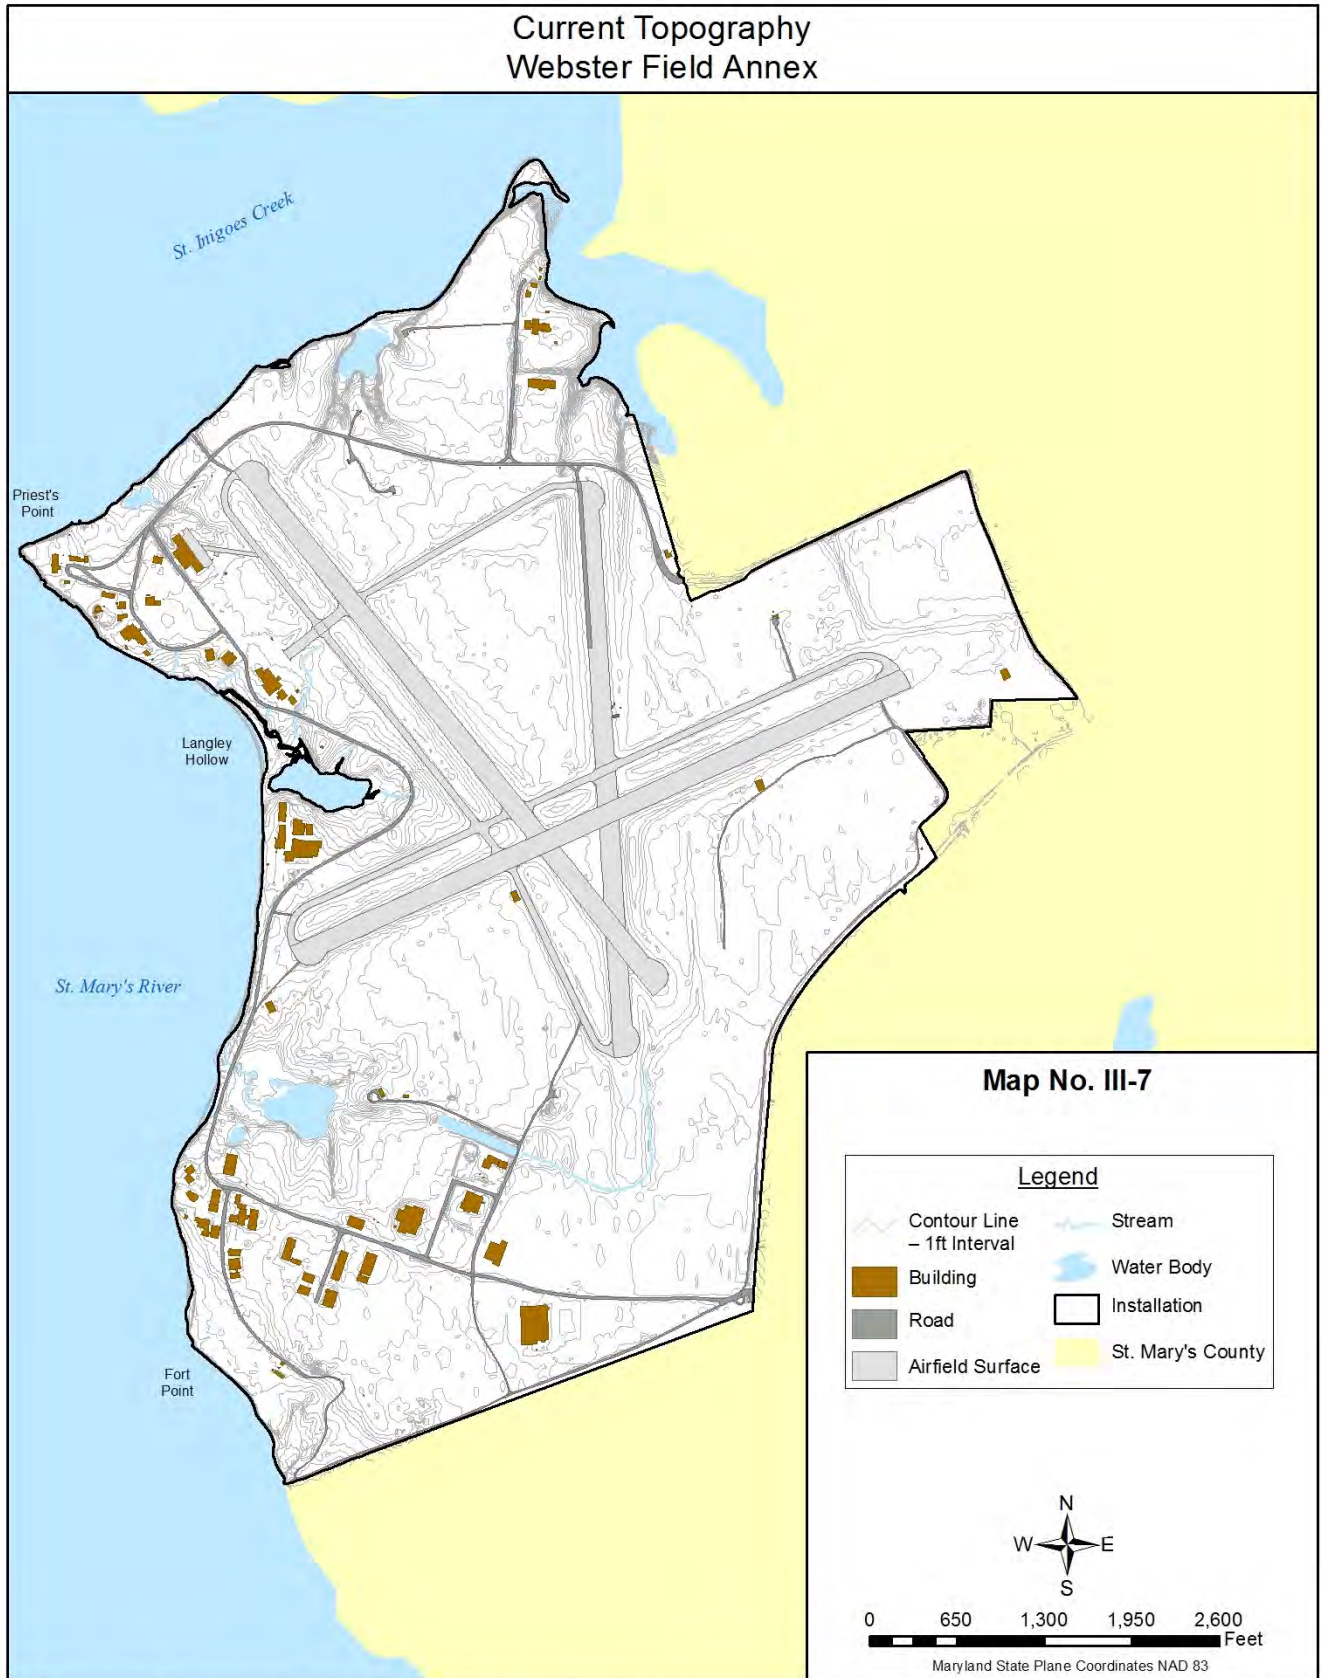 Current Topography
Webster Field Annex
St. Inigoes Creek
Priest's
Point
Langley
Hollow
St. Mary's River
Fort
Point
Map No. III-7
Legend
Contour Line
– 1ft Interval
Building
Road
Airfield Surface
Stream
Water Body
Installation
St. Mary's County
N
W E
S
0 650 1,300 1,950 2,600
Feet
Maryland State Plane Coordinates NAD 83